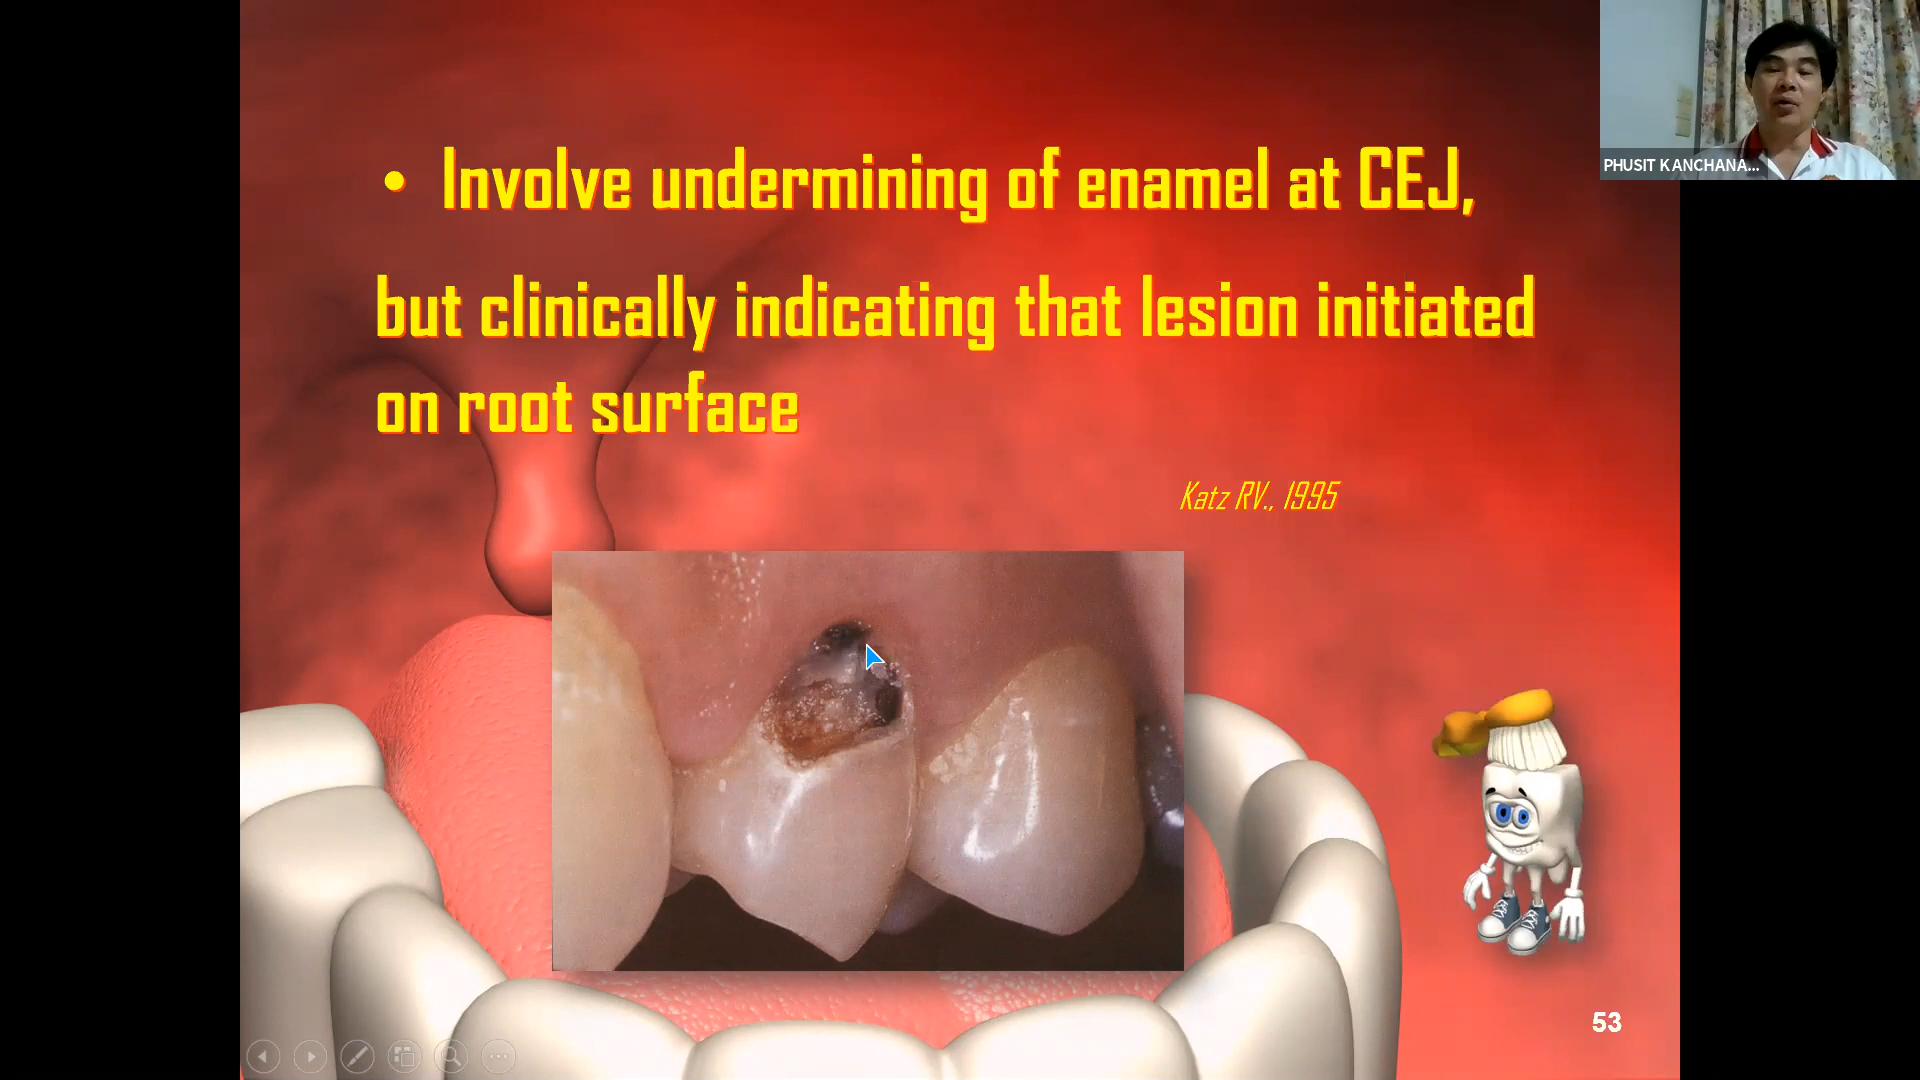 PHUSIT KANCHANA...
• Involve undermining of enamel at CEJ,
but clinically indicating that lesion initiated
on root surface
Katz RV., 1995
53